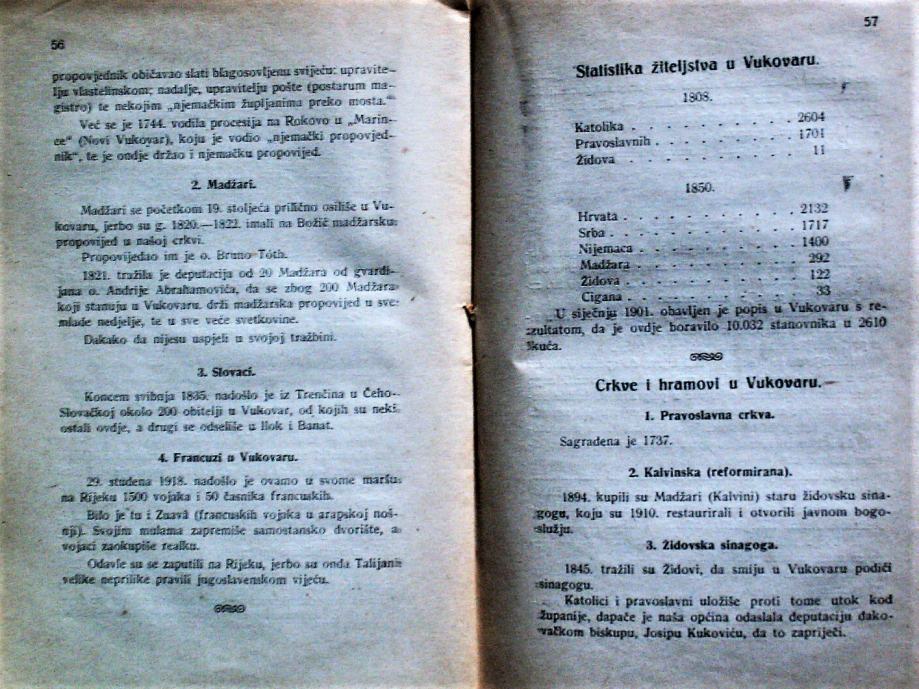 56
propovjednik običavao slati blagosovljenu svijeću: upravite-
lju vlastelinskom; nadalje, upravitelju pošte (postarum ma-
gistro) te nekojim „njemačkim župljanima preko mosta."
Već se je 1744. vodila procesija na Rokovo u „Marin-
ce" (Novi Vukovar), koju je vodio „njemački propovjed-
nik", te je ondje držao i njemačku propovijed.
2. Madžari.
Madžari se početkom 19. stoljeća prilično osiliše u Vu-
kovaru, jerbo su g. 1820.—1822. imali na Božič madžarsku
propovijed u našoj crkvi.
Propovijedao im je o. Bruno Tóth.
1821. tražila je deputacija od 20 Madžara od gvardi-
jana o. Andrije Abrahamovića, da se zbog 200 Madžara
koji stanuju u Vukovaru, drži madžarska propovijed u sve
mlade nedjelje, te u sve veće svetkovine.
Dakako da nijesu uspjeli u svojoj tražbini.
3. Slovaci.
Koncem svibnja 1835. nadošlo je iz Trenčina u Čeho-
Slovačkoj okolo 200 obitelji u Vukovar, od kojih su neki
ostali ovdje, a drugi se odseliše u Ilok i Banat.
4. Francuzi u Vukovaru.
29. studena 1918. nadošlo je ovamo u svome maršu
na Rijeku 1500 vojaka i 50 časnika francuskih.
Bilo je tu i Zuavâ (francuskih vojaka u arapskoj noš-
nji). Svojim mulama zapremiše samostansko dvorište, a
vojaci zaokupiše realku.
Odavle su se zaputili na Rijeku, jerbo su onda Talijani
velike neprilike pravili jugoslavenskom vijeću.
57
Statistika žiteljstva u Vukovaru.
1808.
Katolika . . . . . . . . . . 2604
Pravoslavnih . . . . . . . . . 1701
Židova . . . . . . . . . . 11
1850.
Hrvata . . . . . . . . . . 2132
Srba . . . . . . . . . . 1717
Nijemaca . . . . . . . . . 1400
Madžara . . . . . . . . . 292
Židova . . . . . . . . . . 122
Cigana . . . . . . . . . . 33
U siječnju 1901. obavljen je popis u Vukovaru s re-
zultatom, da je ovdje boravilo 10.032 stanovnika u 2610
kuća.
Crkve i hramovi u Vukovaru.
1. Pravoslavna crkva.
Sagradena je 1737.
2. Kalvinska (reformirana).
1894. kupili su Madžari (Kalvini) staru židovsku sina-
gogu, koju su 1910. restaurirali i otvorili javnom bogo-
služju.
3. Židovska sinagoga.
1845. tražili su Židovi, da smiju u Vukovaru podići
sinagogu.
Katolici i pravoslavni uložiše proti tome utok kod
županije, dapače je naša općina odaslala deputaciju đako-
vačkom biskupu, Josipu Kukoviću, da to zapriječi.